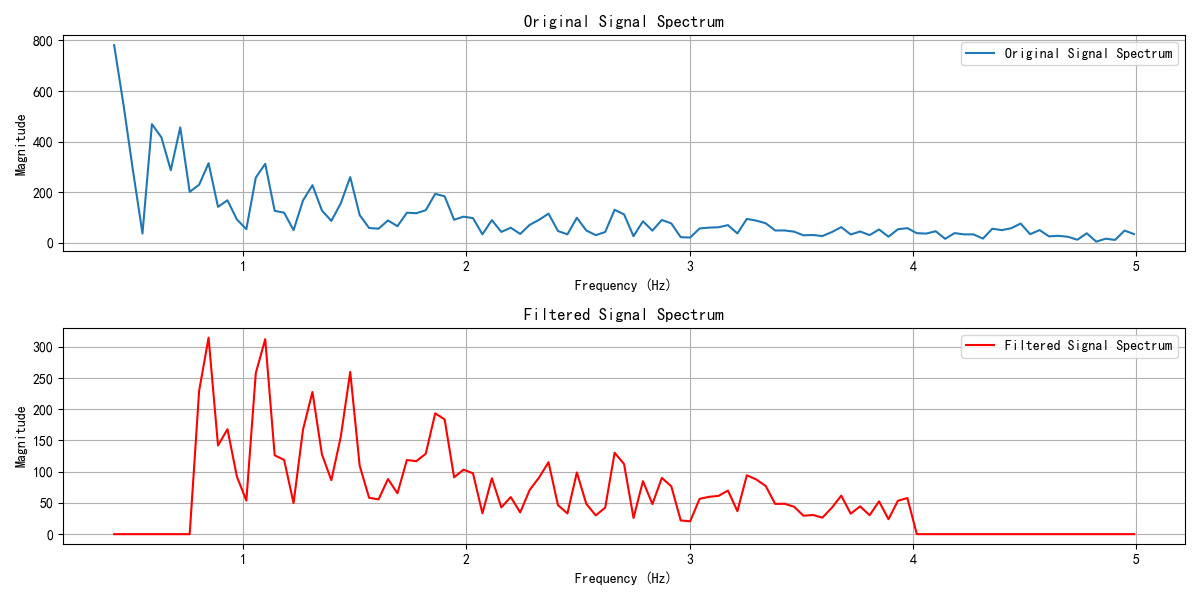 Original Signal Spectrum
800
600
400
200
0
Magnitude
Original Signal Spectrum
1 2 3 4 5
Frequency (Hz)
Filtered Signal Spectrum
300
250
200
150
100
50
0
Magnitude
Filtered Signal Spectrum
1 2 3 4 5
Frequency (Hz)